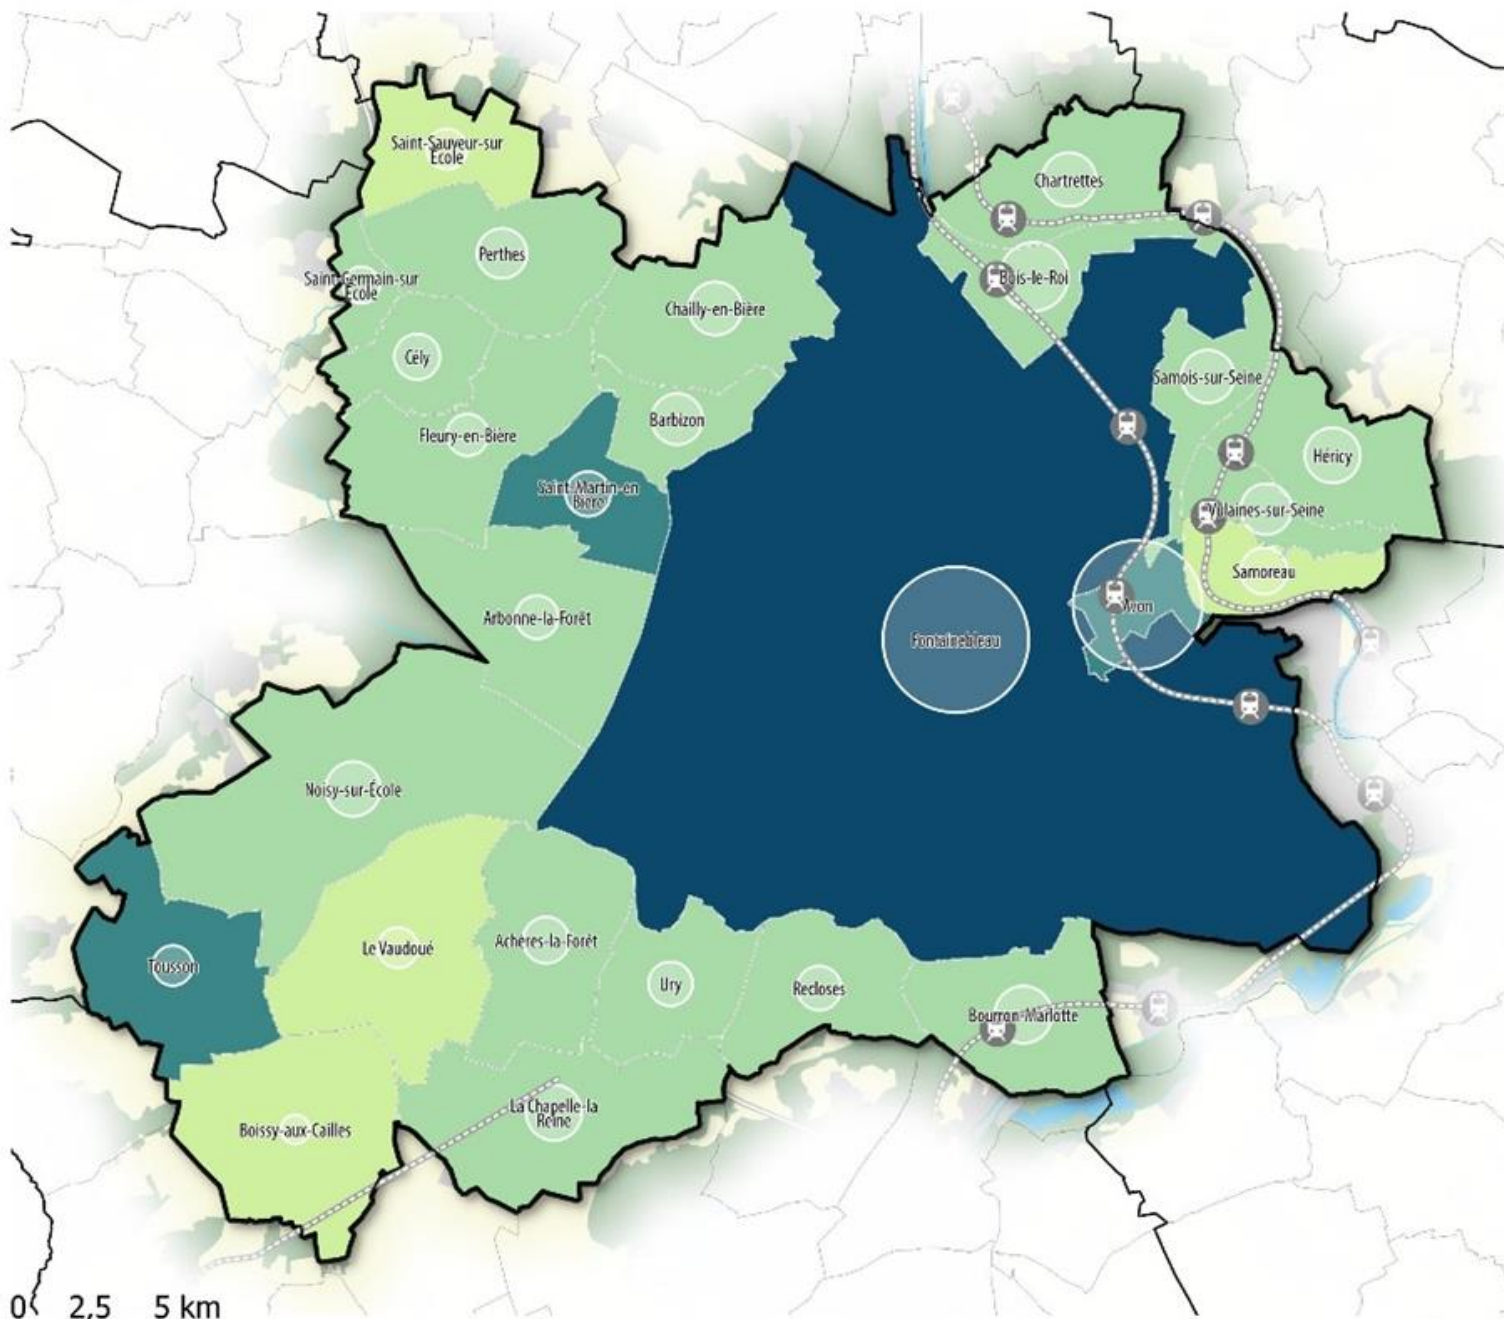 Saint-Sauveur-sur
École
Chartrettes
Perthes
Saint-Germain-sur
École
Bois-le-Roi
Chailly-en-Bière
Cély
Samois-sur-Seine
Barbizon
Fleury-en-Bière
Héricy
Saint-Martin-en
Bière
Vulaines-sur-Seine
Samoreau
Avon
Arbonne-la-Forêt
Fontainebleau
Noisy-sur-École
Achères-la-Forêt
Le Vaudoué
Tousson
Ury
Recloses
Bourron-Marlotte
La Chapelle-la
Reine
Boissy-aux-Cailles
0 2,5 5 km